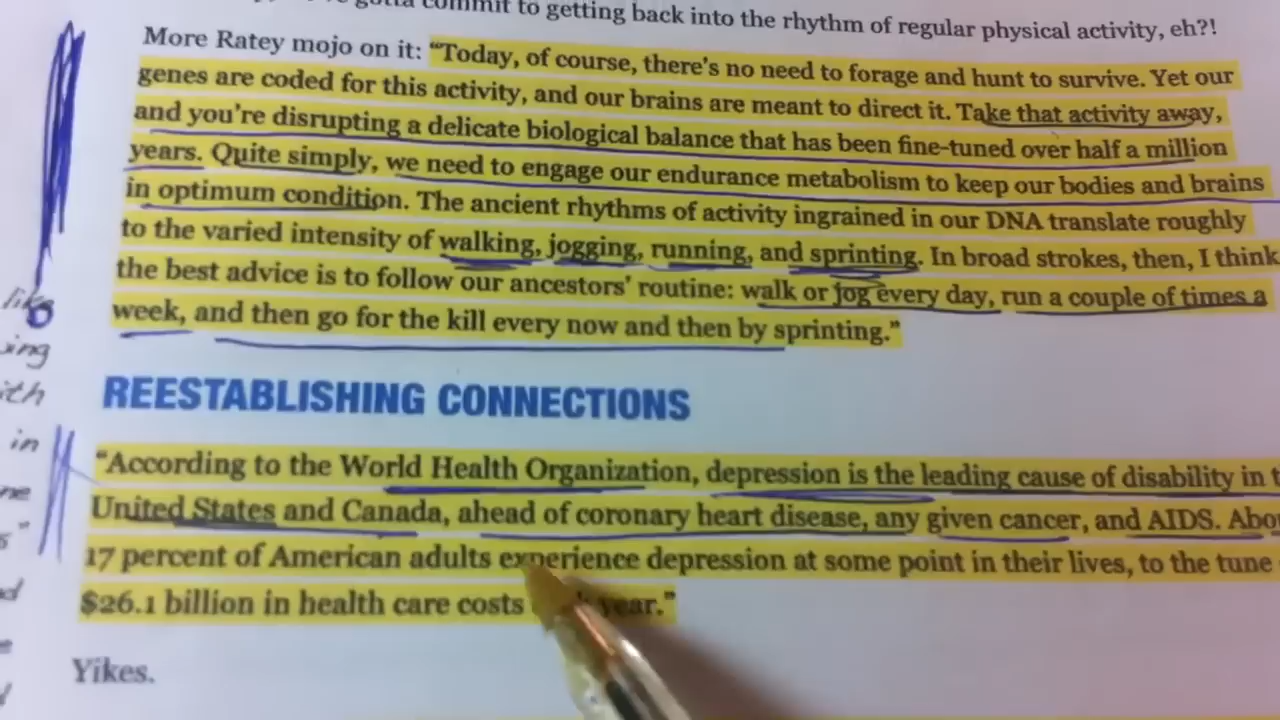 commit to getting back into the rhythm of regular physical activity, eh?!
More Ratey mojo on it: “Today, of course, there’s no need to forage and hunt to survive. Yet our
genes are coded for this activity, and our brains are meant to direct it. Take that activity away,
and you’re disrupting a delicate biological balance that has been fine-tuned over half a million
years. Quite simply, we need to engage our endurance metabolism to keep our bodies and brains
in optimum condition. The ancient rhythms of activity ingrained in our DNA translate roughly
to the varied intensity of walking, jogging, running, and sprinting. In broad strokes, then, I think
the best advice is to follow our ancestors’ routine: walk or jog every day, run a couple of times a
week, and then go for the kill every now and then by sprinting.”
in
REESTABLISHING CONNECTIONS
“According to the World Health Organization, depression is the leading cause of disability in
United States and Canada, ahead of coronary heart disease, any given cancer, and AIDS.
17 percent of American adults experience depression at some point in their lives, to the tune
$26.1 billion in health care costs year.”
Yikes.